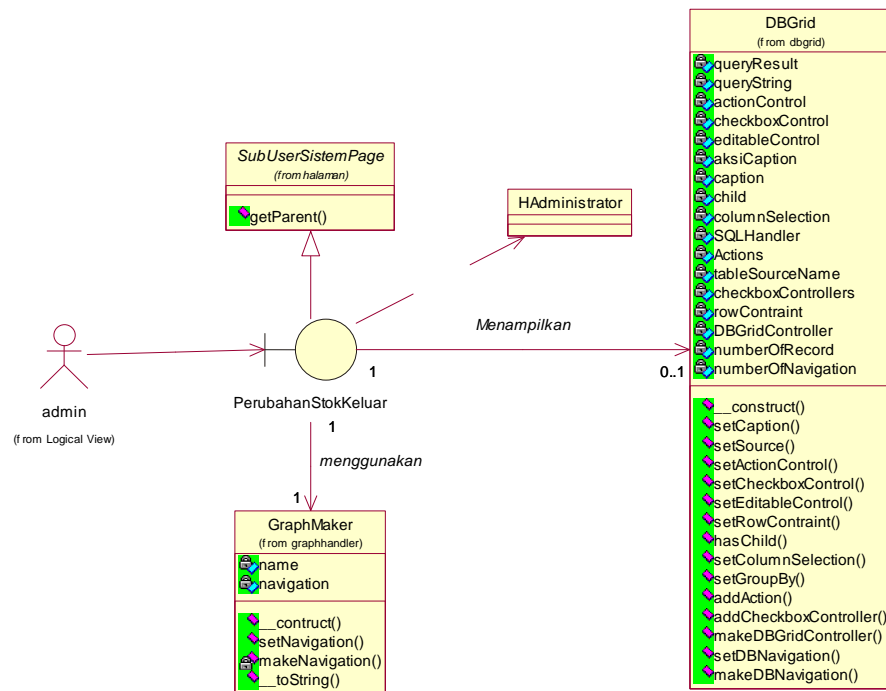 DBGrid
(from dbgrid)
queryResult
queryString
actionControl
checkboxControl
editableControl
aksiCaption
caption
child
columnSelection
SQLHandler
Actions
tableSourceName
checkboxControllers
rowContraint
DBGridController
numberOfRecord
numberOfNavigation
__construct()
setCaption()
setSource()
setActionControl()
setCheckboxControl()
setEditableControl()
setRowContraint()
hasChild()
setColumnSelection()
setGroupBy()
addAction()
addCheckboxController()
makeDBGridController()
setDBNavigation()
makeDBNavigation()
SubUserSistemPage
(from halaman)
getParent()
HAdministrator
Menampilkan
1
0..1
admin
(from Logical View)
PerubahanStokKeluar
1
menggunakan
1
GraphMaker
(from graphhandler)
name
navigation
__contruct()
setNavigation()
makeNavigation()
__toString()